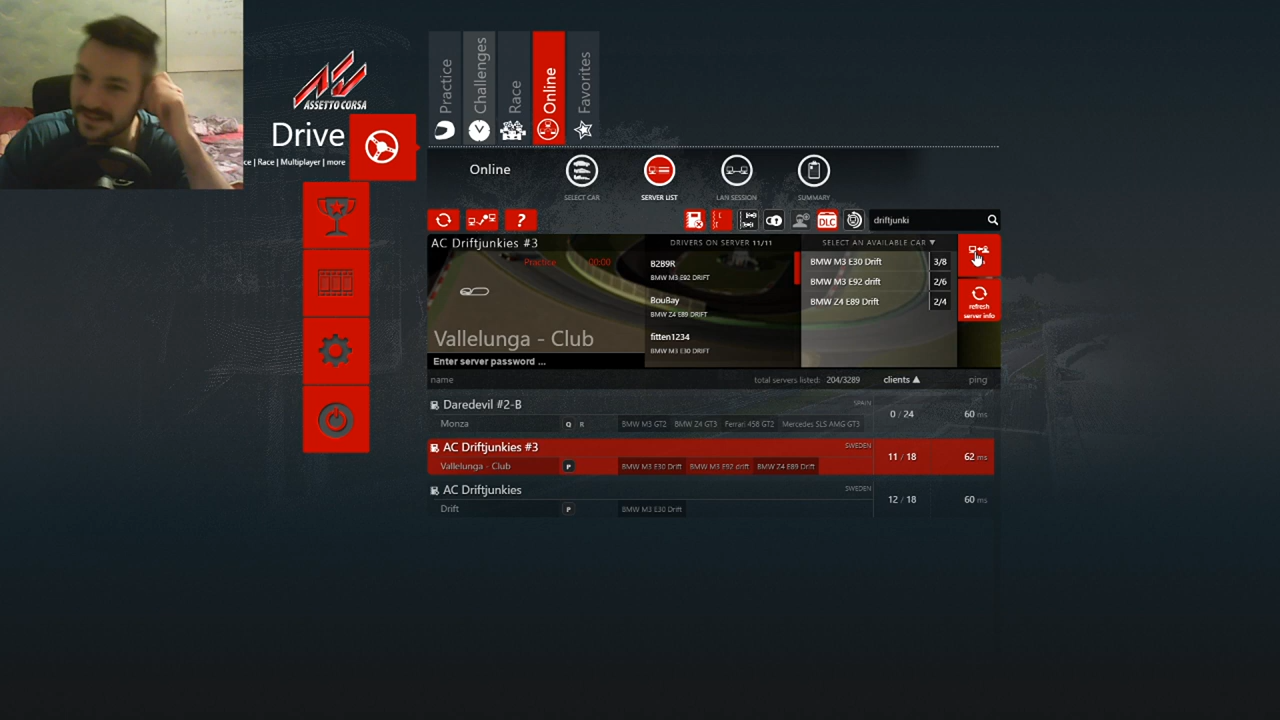 ASSETTO CORSA
Drive
ce | Race | Multiplayer | more
Practice
Challenges
Race
Online
Favorites
Online
SELECT CAR
SERVER LIST
LAN SESSION
SUMMARY
?
DLC
driftjunki
AC Driftjunkies #3
Practice 00:00
Vallelunga - Club
Enter server password ...
DRIVERS ON SERVER 11/11
B2B9R
BMW M3 E92 DRIFT
BouBay
BMW Z4 E89 DRIFT
fitten1234
BMW M3 E30 DRIFT
SELECT AN AVAILABLE CAR ▼
BMW M3 E30 Drift 3/8
BMW M3 E92 drift 2/6
BMW Z4 E89 Drift 2/4
refresh
server info
name total servers listed: 204/3289 clients ▲ ping
Daredevil #2-B SPAIN
Monza Q R BMW M3 GT2 BMW Z4 GT3 Ferrari 458 GT2 Mercedes SLS AMG GT3
0 / 24 60 ms
AC Driftjunkies #3 SWEDEN
Vallelunga - Club P BMW M3 E30 Drift BMW M3 E92 drift BMW Z4 E89 Drift
11 / 18 62 ms
AC Driftjunkies SWEDEN
Drift P BMW M3 E30 Drift
12 / 18 60 ms